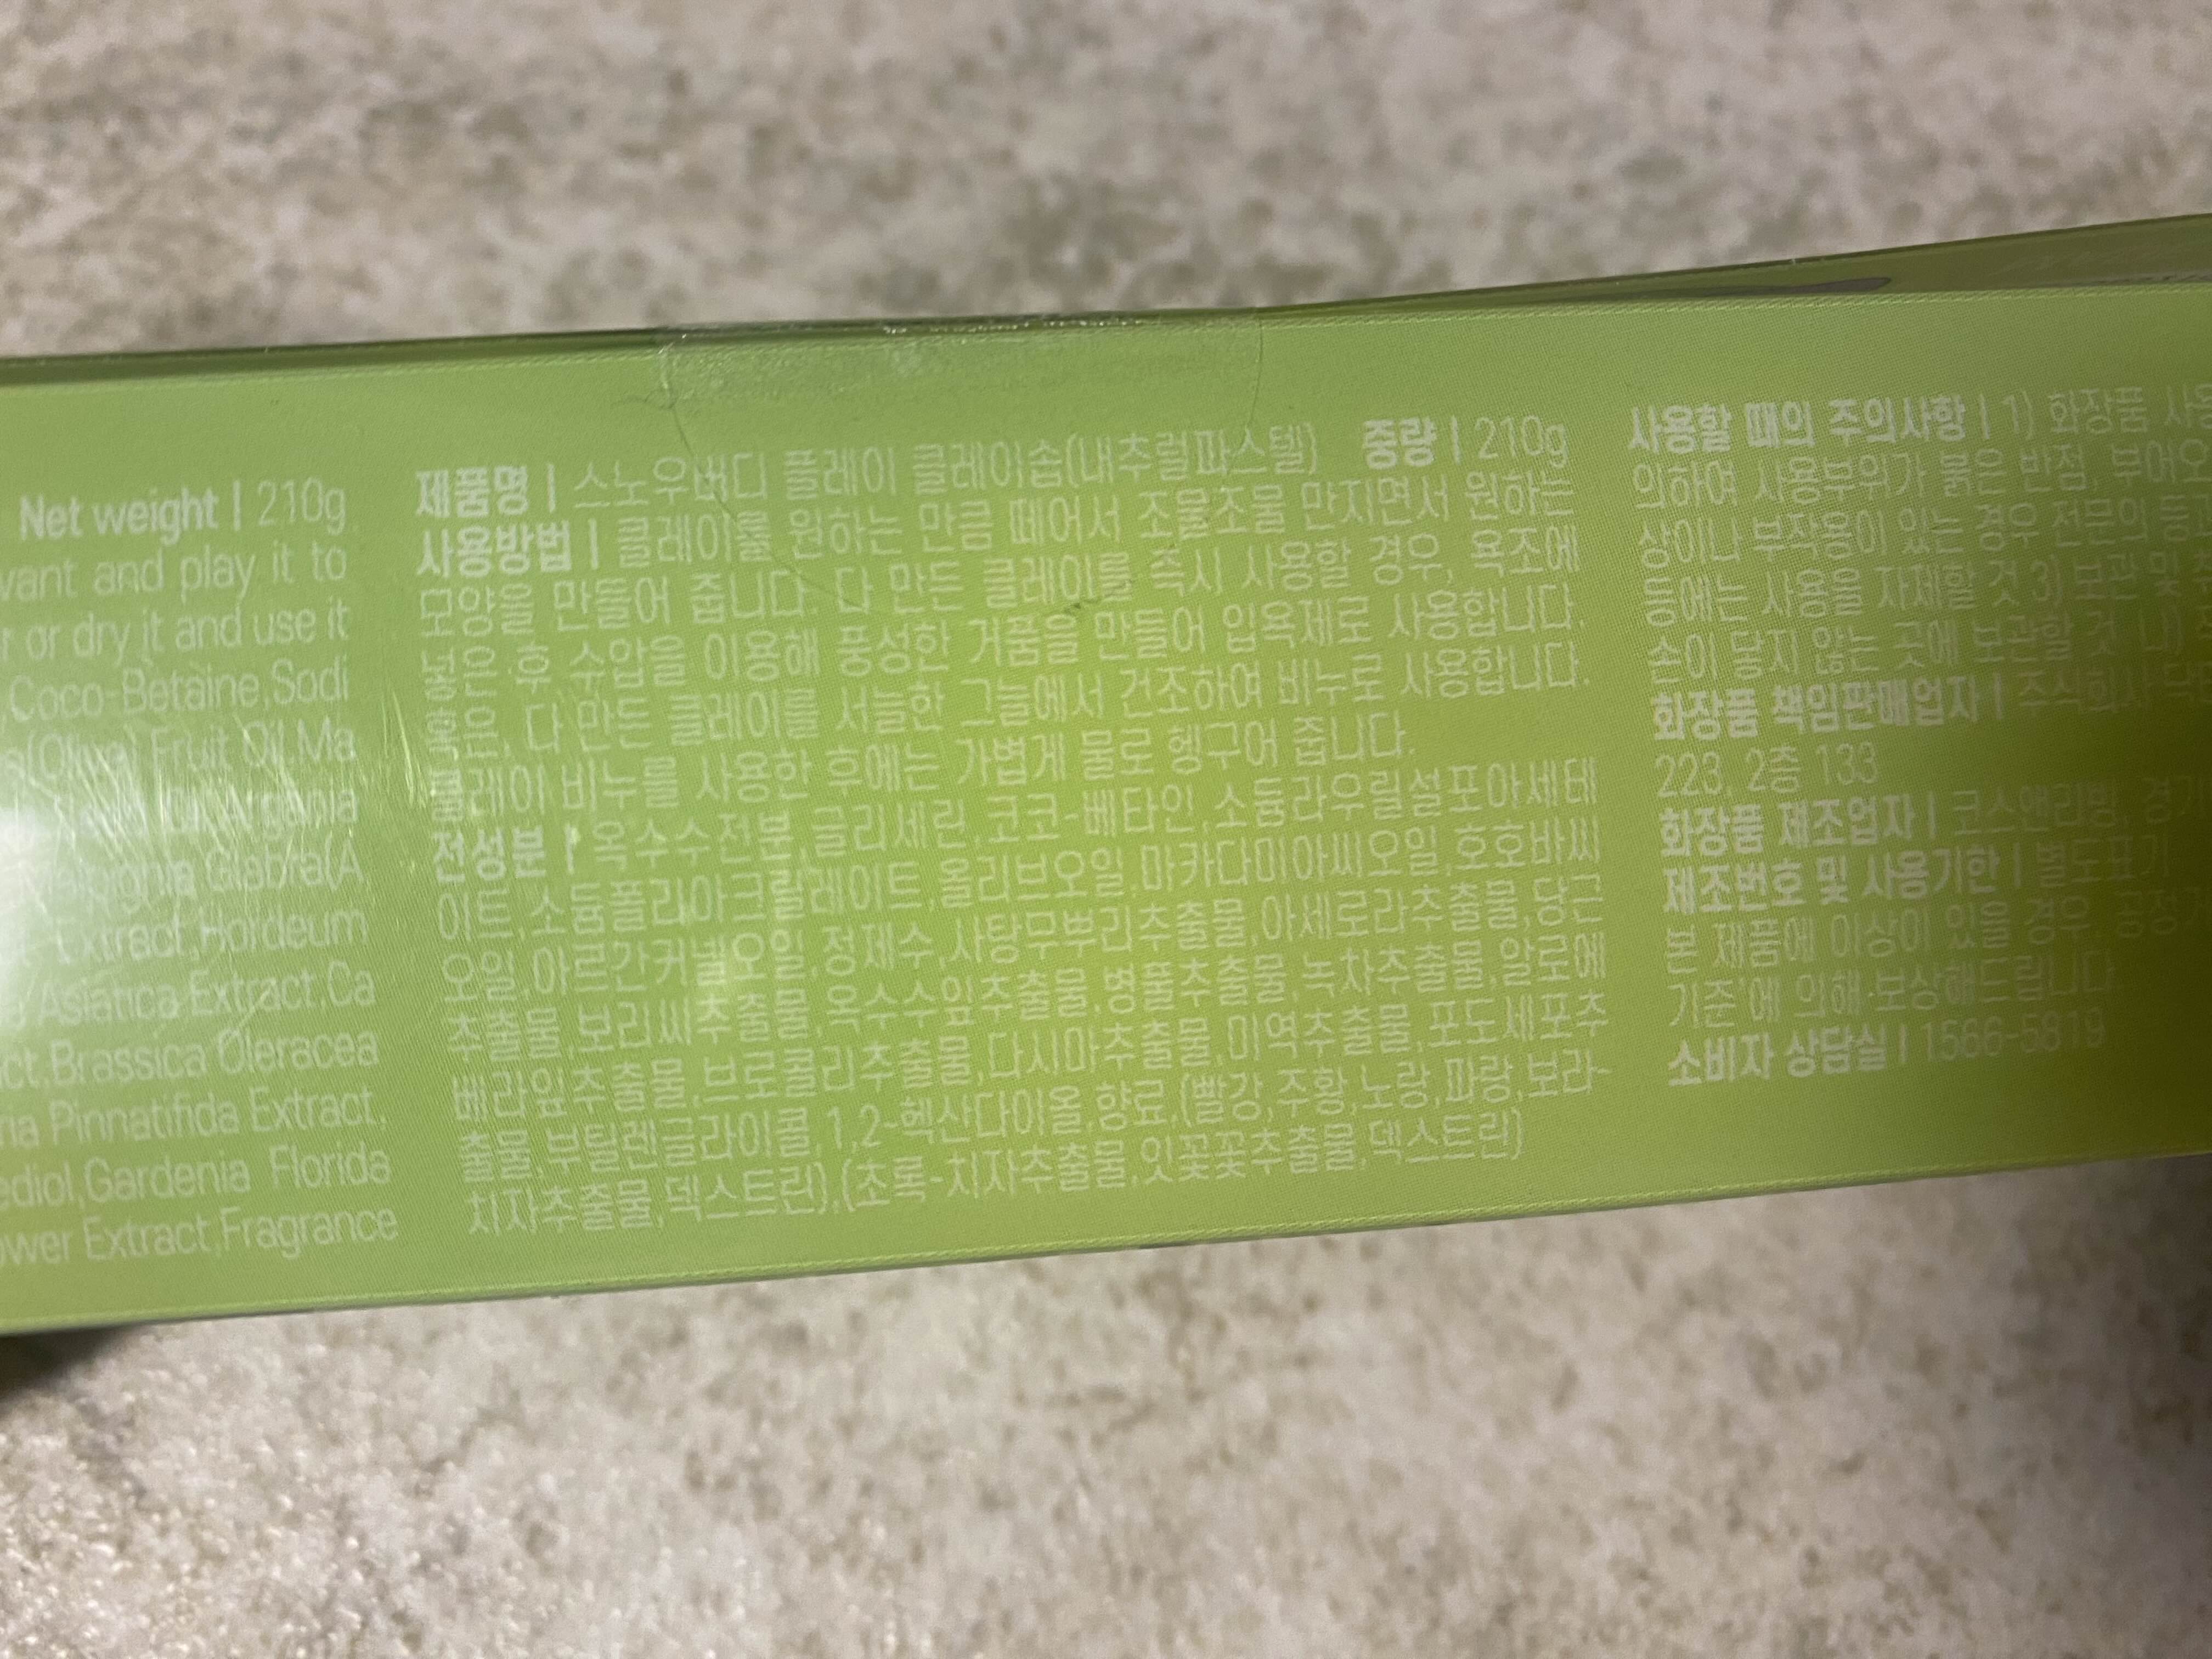 Net weight | 210g
want and play it to
or dry it and use it
Coco-Betaine,Sodi
(Olive) Fruit Oil,Ma
Argania
Glabra(A
Extract,Hordeum
Asiatica Extract,Ca
Brassica Oleracea
Pinnatifida Extract,
Gardenia Florida
Extract,Fragrance
제품명 | 스노우버디 플레이 클레이솝(내추럴파스텔) 중량 | 210g
사용방법 | 클레이를 원하는 만큼 떼어서 조물조물 만지면서 원하는
모양을 만들어 줍니다. 다 만든 클레이를 즉시 사용할 경우, 욕조에
넣은 후 수압을 이용해 풍성한 거품을 만들어 입욕제로 사용합니다.
혹은, 다 만든 클레이를 서늘한 그늘에서 건조하여 비누로 사용합니다.
클레이 비누를 사용한 후에는 가볍게 물로 헹구어 줍니다.
전성분 | 옥수수전분,글리세린,코코-베타인,소듐라우릴설포아세테
이트,소듐폴리아크릴레이트,올리브오일,마카다미아씨오일,호호바씨
오일,아르간커넬오일,정제수,사탕무뿌리추출물,아세로라추출물,당근
추출물,보리씨추출물,옥수수잎추출물,병풀추출물,녹차추출물,알로에
베라잎추출물,브로콜리추출물,다시마추출물,미역추출물,포도세포추
출물,부틸렌글라이콜,1,2-헥산다이올,향료,(빨강,주황,노랑,파랑,보라-
치자추출물,덱스트린),(초록-치자추출물,잇꽃꽃추출물,덱스트린)
사용할 때의 주의사항 | 1) 화장품
의하여 사용부위가 붉은 반점, 부어오
상이나 부작용이 있는 경우 전문의 등
등에는 사용을 자제할 것 3) 보관 및
손이 닿지 않는 곳에 보관할 것 나)
화장품 책임판매업자 | 주식회사
223, 2층 133
화장품 제조업자 | 코스앤리빙, 경기
제조번호 및 사용기한 | 별도표기
본 제품에 이상이 있을 경우, 공정
기준'에 의해 보상해드립니다.
소비자 상담실 | 1566-5819